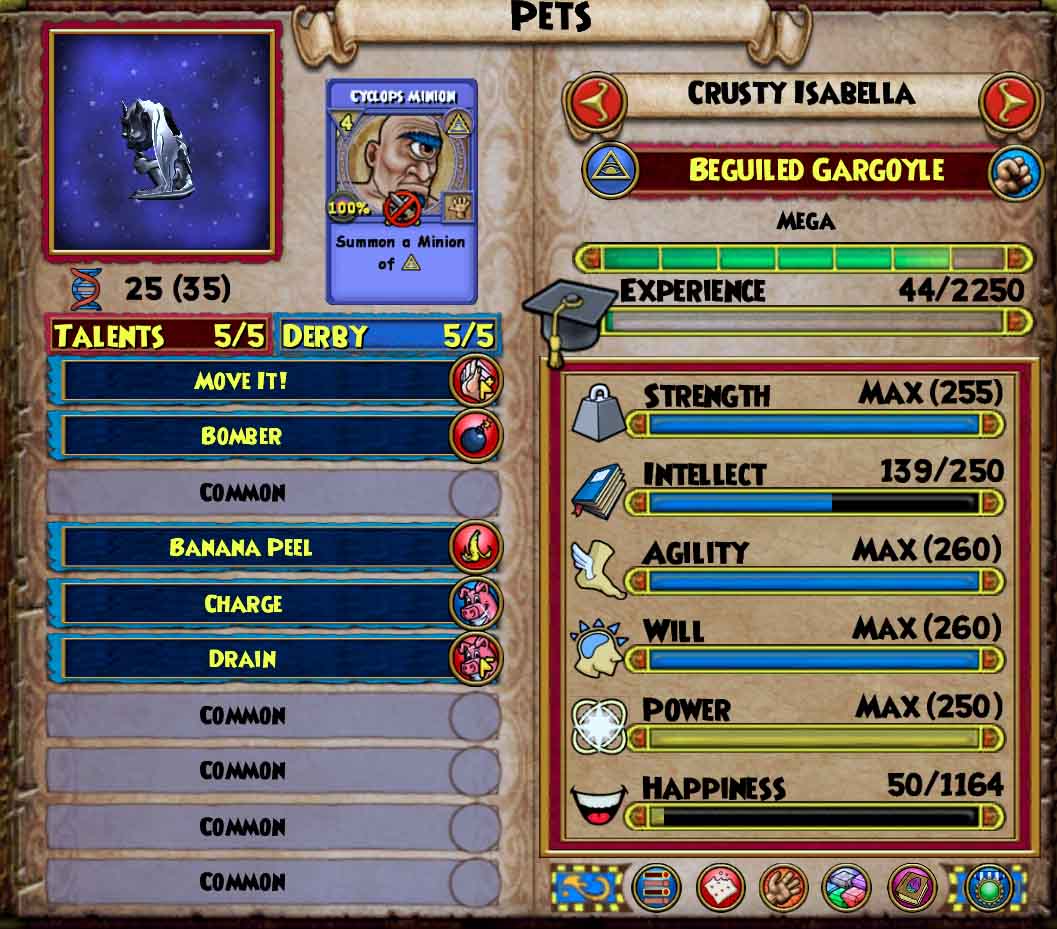 PETS
CYCLOPS MINION
4
100%
Summon a Minion
of
25 (35)
TALENTS 5/5
DERBY 5/5
MOVE IT!
BOMBER
COMMON
BANANA PEEL
CHARGE
DRAIN
COMMON
COMMON
COMMON
COMMON
CRUSTY ISABELLA
BEGUILED GARGOYLE
MEGA
EXPERIENCE 44/2250
STRENGTH MAX (255)
INTELLECT 139/250
AGILITY MAX (260)
WILL MAX (260)
POWER MAX (250)
HAPPINESS 50/1164